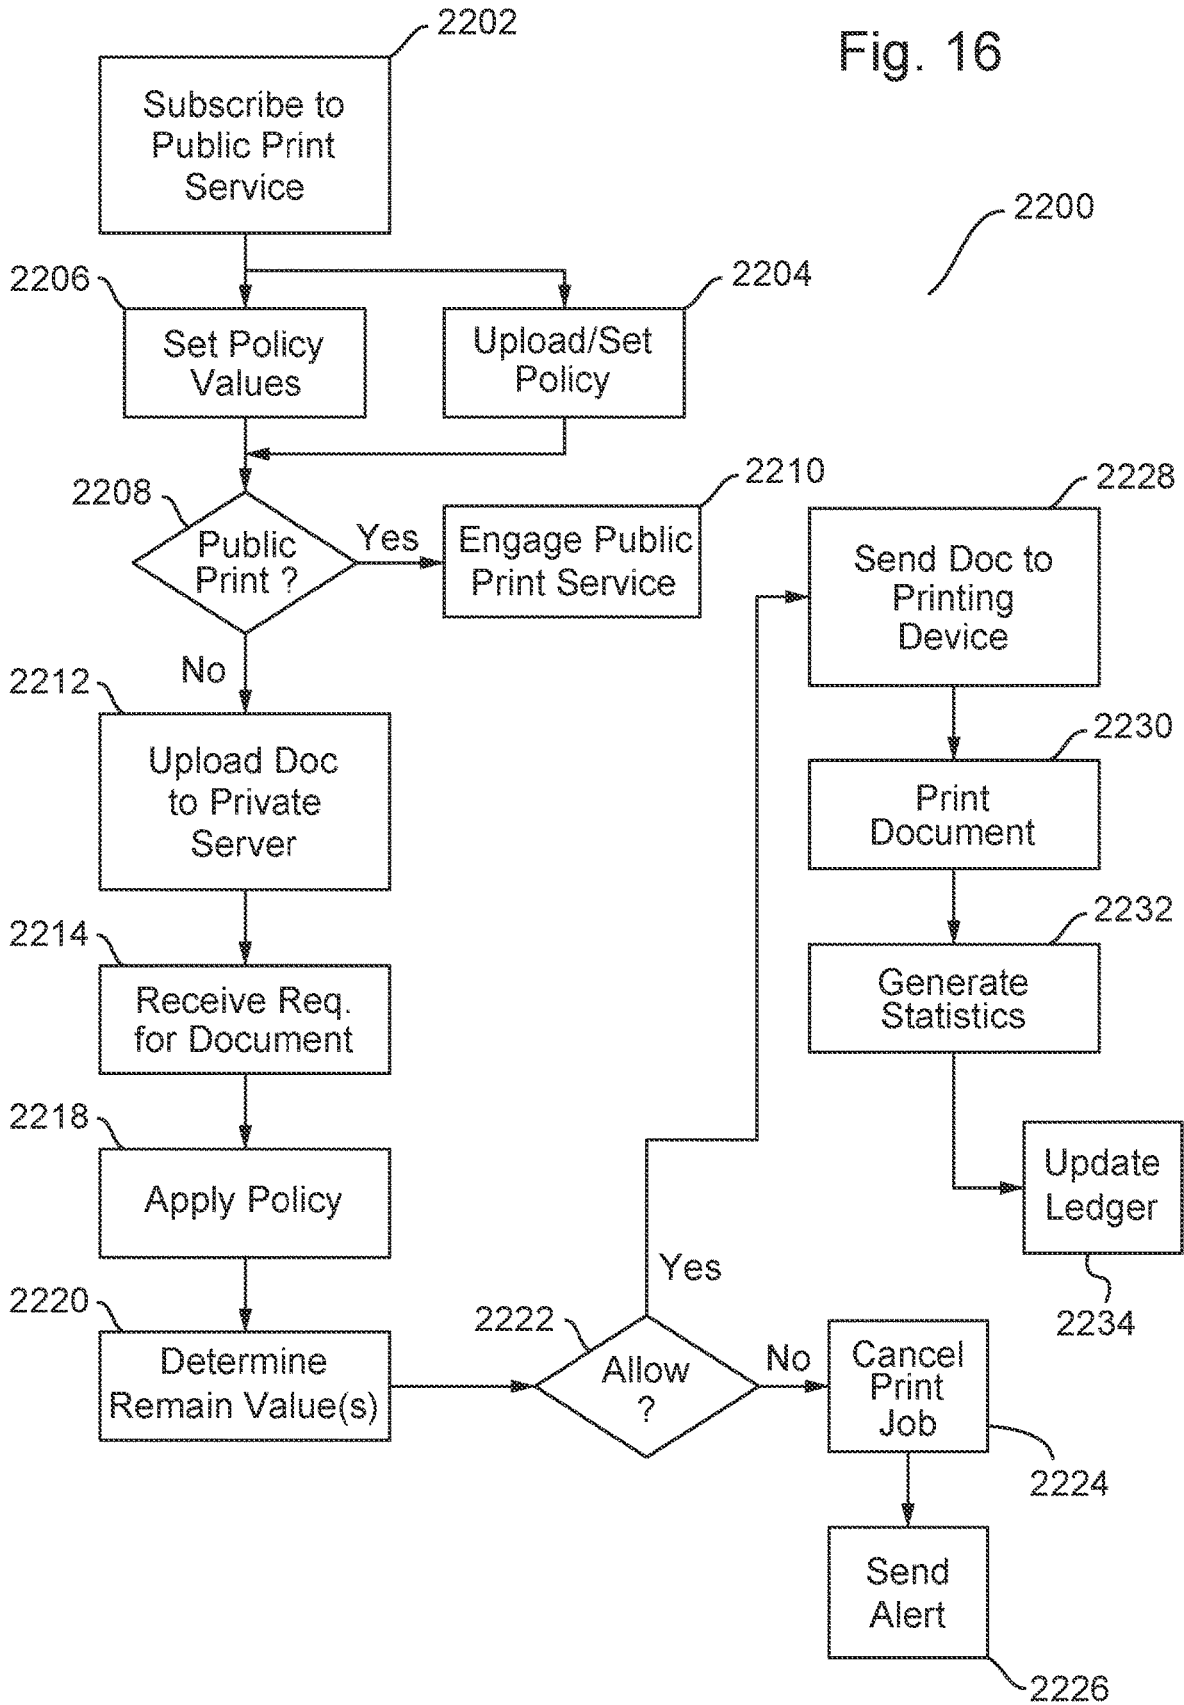 2202
Fig. 16
Subscribe to
Public Print
Service
2200
2206
2204
Set Policy
Values
Upload/Set
Policy
2208
Public
Print ?
Yes
2210
Engage Public
Print Service
No
2212
Upload Doc
to Private
Server
2214
Receive Req.
for Document
2218
Apply Policy
2220
Determine
Remain Value(s)
2222
Allow
?
Yes
2228
Send Doc to
Printing
Device
2230
Print
Document
2232
Generate
Statistics
Update
Ledger
2234
No
Cancel
Print
Job
2224
Send
Alert
2226